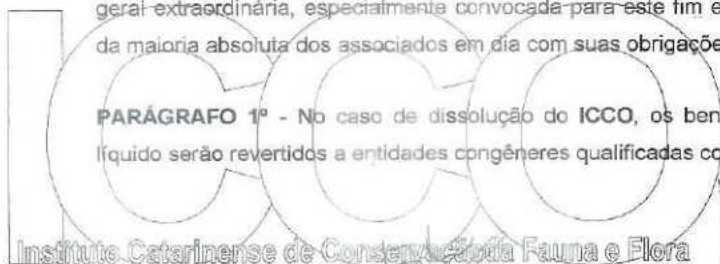 geral extraordinária, especialmente convocada para este fim e
da maioria absoluta dos associados em dia com suas obrigaçõe
PARÁGRAFO 1º - No caso de dissolução do ICCO, os ben
líquido serão revertidos a entidades congêneres qualificadas co
ICCO
Instituto Catarinense de Conservação da Fauna e Flora